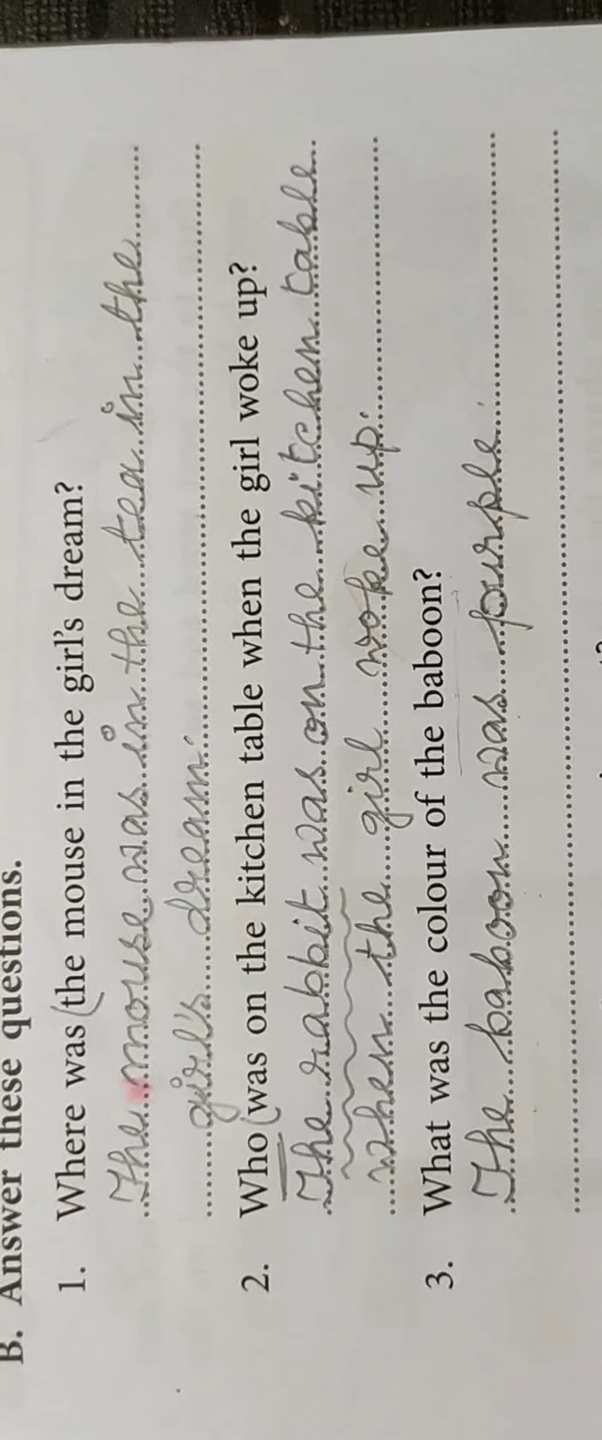 B. Answer these questions.
1. Where was the mouse in the girl's dream?
The mouse was in the tea in the
girl's dream.
2. Who was on the kitchen table when the girl woke up?
The rabbit was on the kitchen table
when the girl woke up.
3. What was the colour of the baboon?
The baboon was purple.